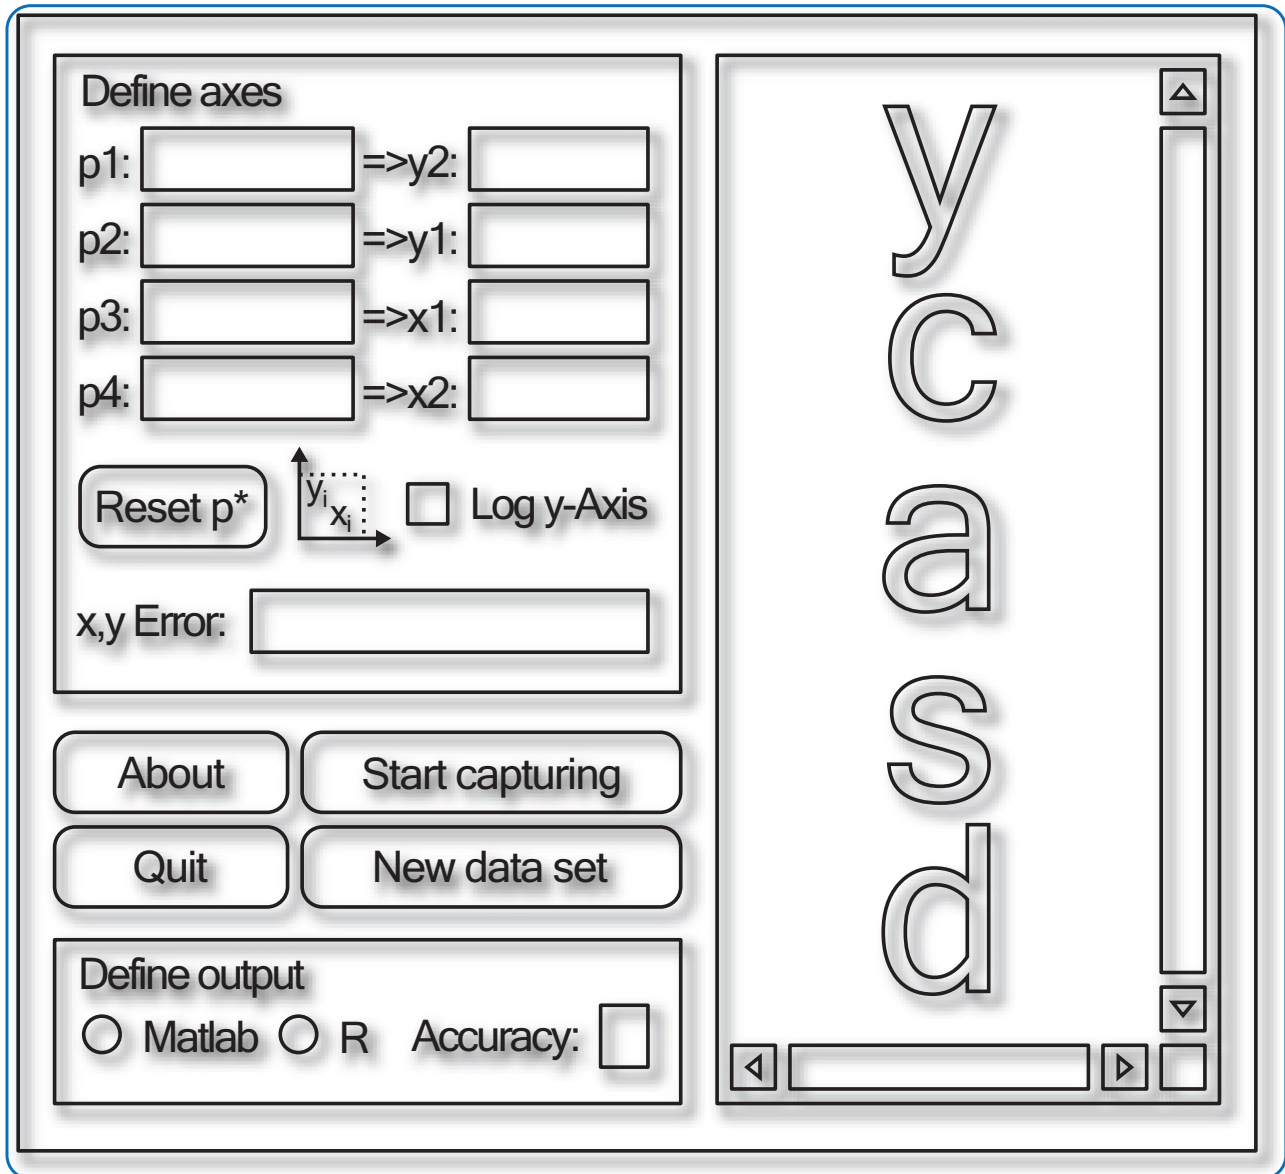 Define axes
p1: =>y2:
p2: =>y1:
p3: =>x1:
p4: =>x2:
Reset p* yi xi Log y-Axis
x,y Error:
About Start capturing
Quit New data set
Define output
Matlab R Accuracy:
y
c
a
s
d